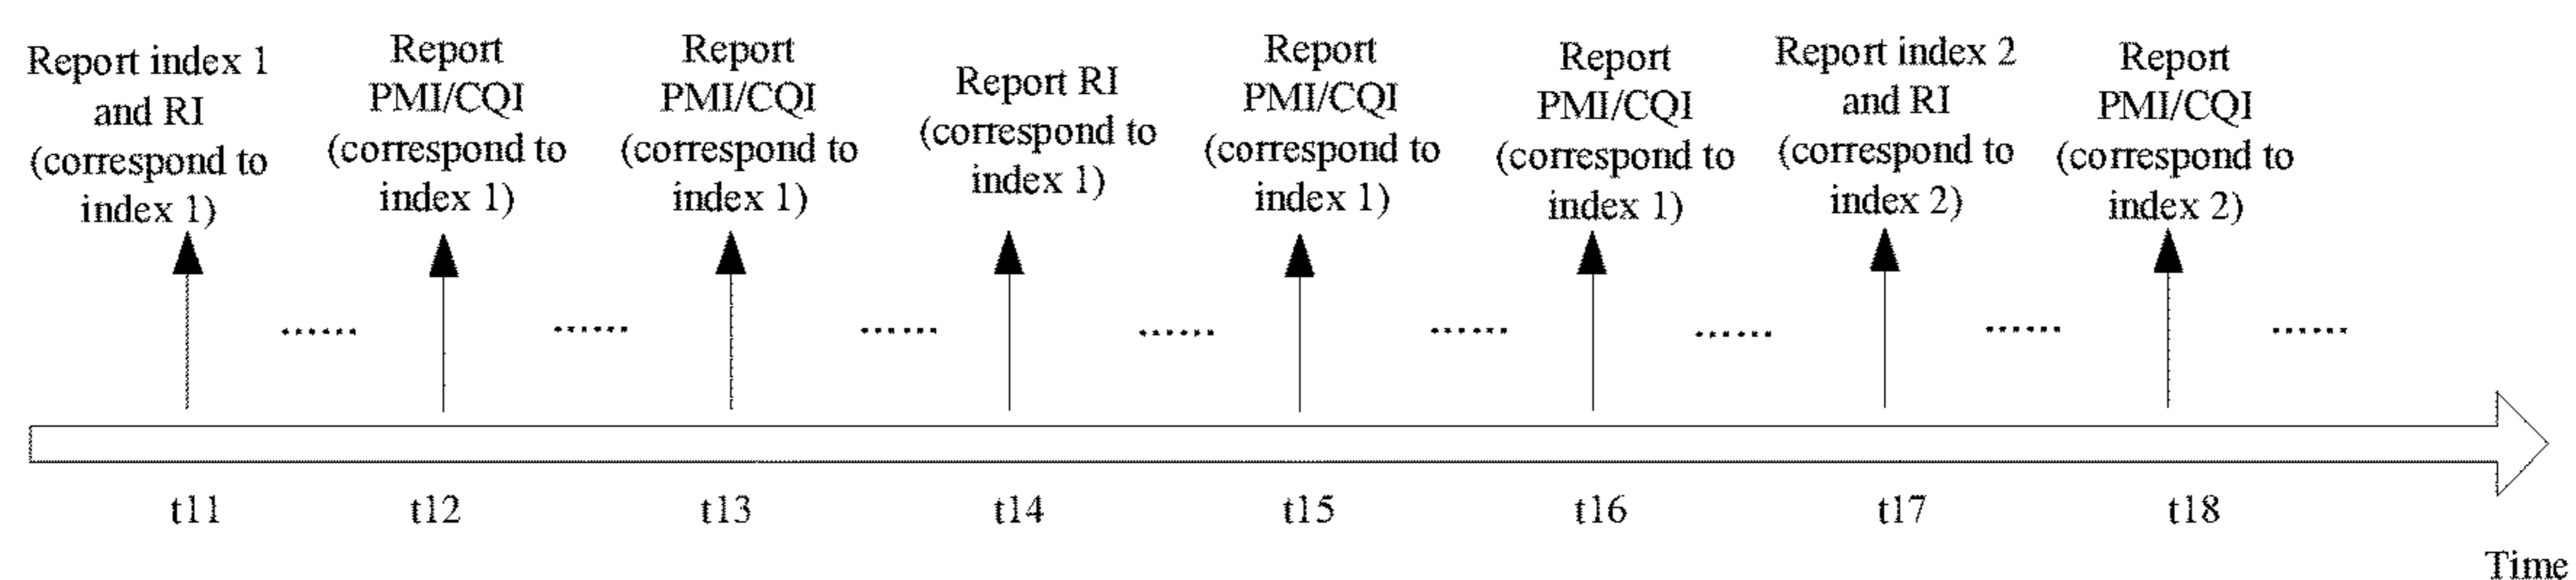 Report index 1
and RI
(correspond to
index 1)
Report
PMI/CQI
(correspond to
index 1)
Report
PMI/CQI
(correspond to
index 1)
Report RI
(correspond to
index 1)
Report
PMI/CQI
(correspond to
index 1)
Report
PMI/CQI
(correspond to
index 1)
Report index 2
and RI
(correspond to
index 2)
Report
PMI/CQI
(correspond to
index 2)
t11
t12
t13
t14
t15
t16
t17
t18
Time